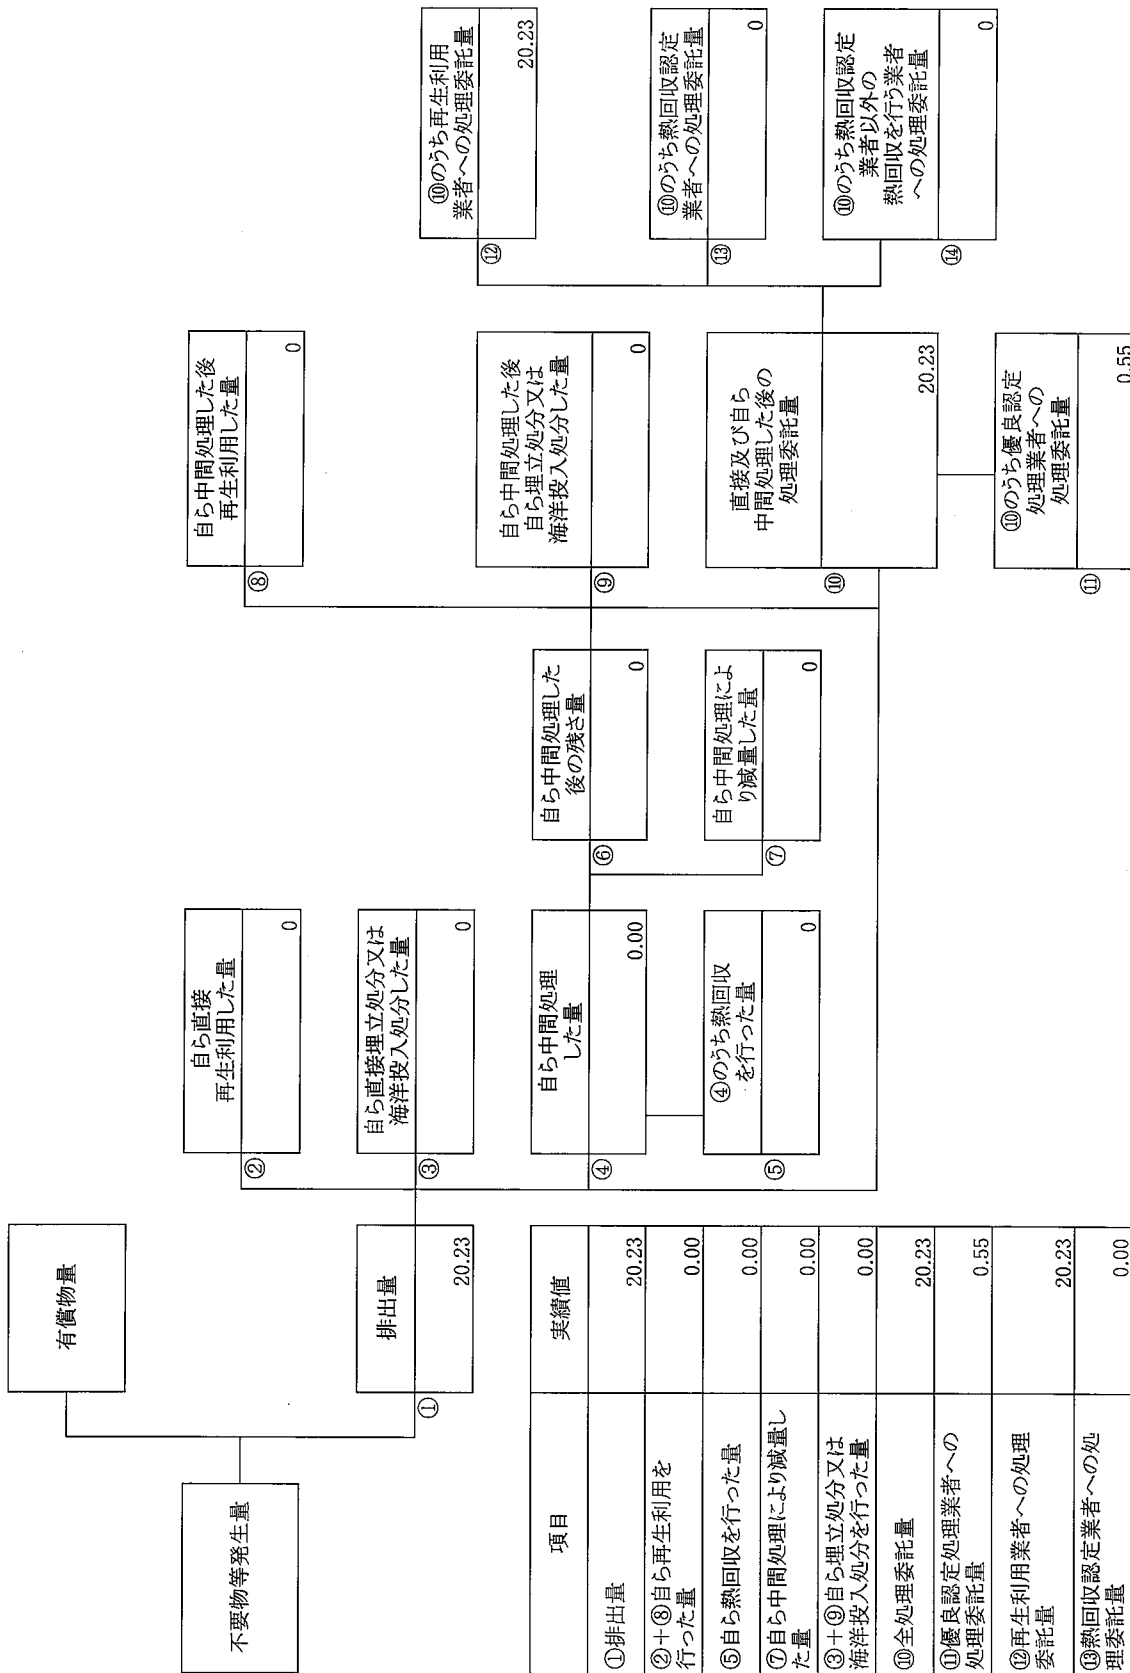 不要物等発生量
有償物量
排出量
①
20.23
自ら直接
再生利用した量
②
0
自ら直接埋立処分又は
海洋投入処分した量
③
0
自ら中間処理
した量
④
0.00
④のうち熱回収
を行った量
⑤
0
自ら中間処理した
後の残さ量
⑥
0
自ら中間処理によ
り減量した量
⑦
0
自ら中間処理した後
再生利用した量
⑧
0
自ら中間処理した後
自ら埋立処分又は
海洋投入処分した量
⑨
0
直接及び自ら
中間処理した後の
処理委託量
⑩
20.23
⑩のうち優良認定
処理業者への
処理委託量
⑪
0.55
⑩のうち再生利用
業者への処理委託量
⑫
20.23
⑩のうち熱回収認定
業者への処理委託量
⑬
0
⑩のうち熱回収認定
業者以外の
熱回収を行う業者
への処理委託量
⑭
0
項目 実績値
①排出量 20.23
②+⑧自ら再生利用を
行った量 0.00
⑤自ら熱回収を行った量 0.00
⑦自ら中間処理により減量し
た量 0.00
③+⑨自ら埋立処分又は
海洋投入処分を行った量 0.00
⑩全処理委託量 20.23
⑪優良認定処理業者への
処理委託量 0.55
⑫再生利用業者への処理
委託量 20.23
⑬熱回収認定業者への処
理委託量 0.00